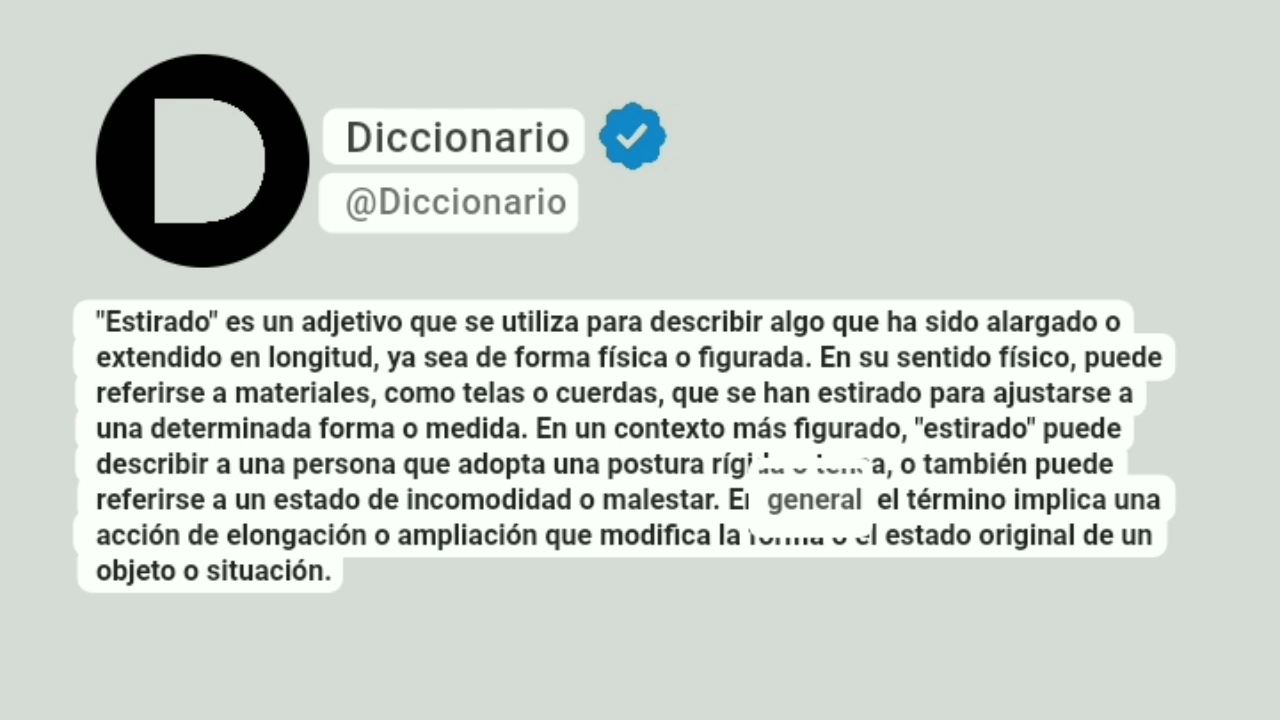 D
Diccionario
@Diccionario
"Estirado" es un adjetivo que se utiliza para describir algo que ha sido alargado o
extendido en longitud, ya sea de forma física o figurada. En su sentido físico, puede
referirse a materiales, como telas o cuerdas, que se han estirado para ajustarse a
una determinada forma o medida. En un contexto más figurado, "estirado" puede
describir a una persona que adopta una postura rígida o tensa, o también puede
referirse a un estado de incomodidad o malestar. En general el término implica una
acción de elongación o ampliación que modifica la forma o el estado original de un
objeto o situación.